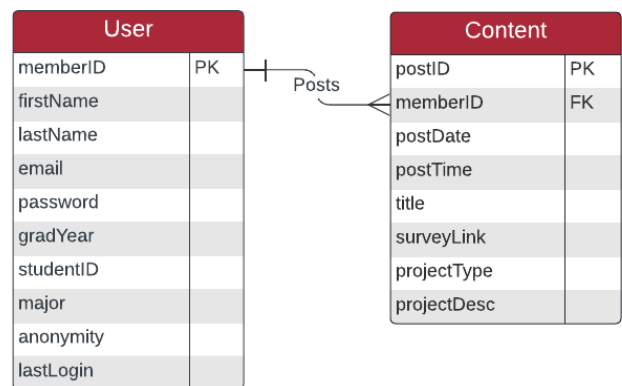 User
memberID PK
firstName
lastName
email
password
gradYear
studentID
major
anonymity
lastLogin
Posts
Content
postID PK
memberID FK
postDate
postTime
title
surveyLink
projectType
projectDesc